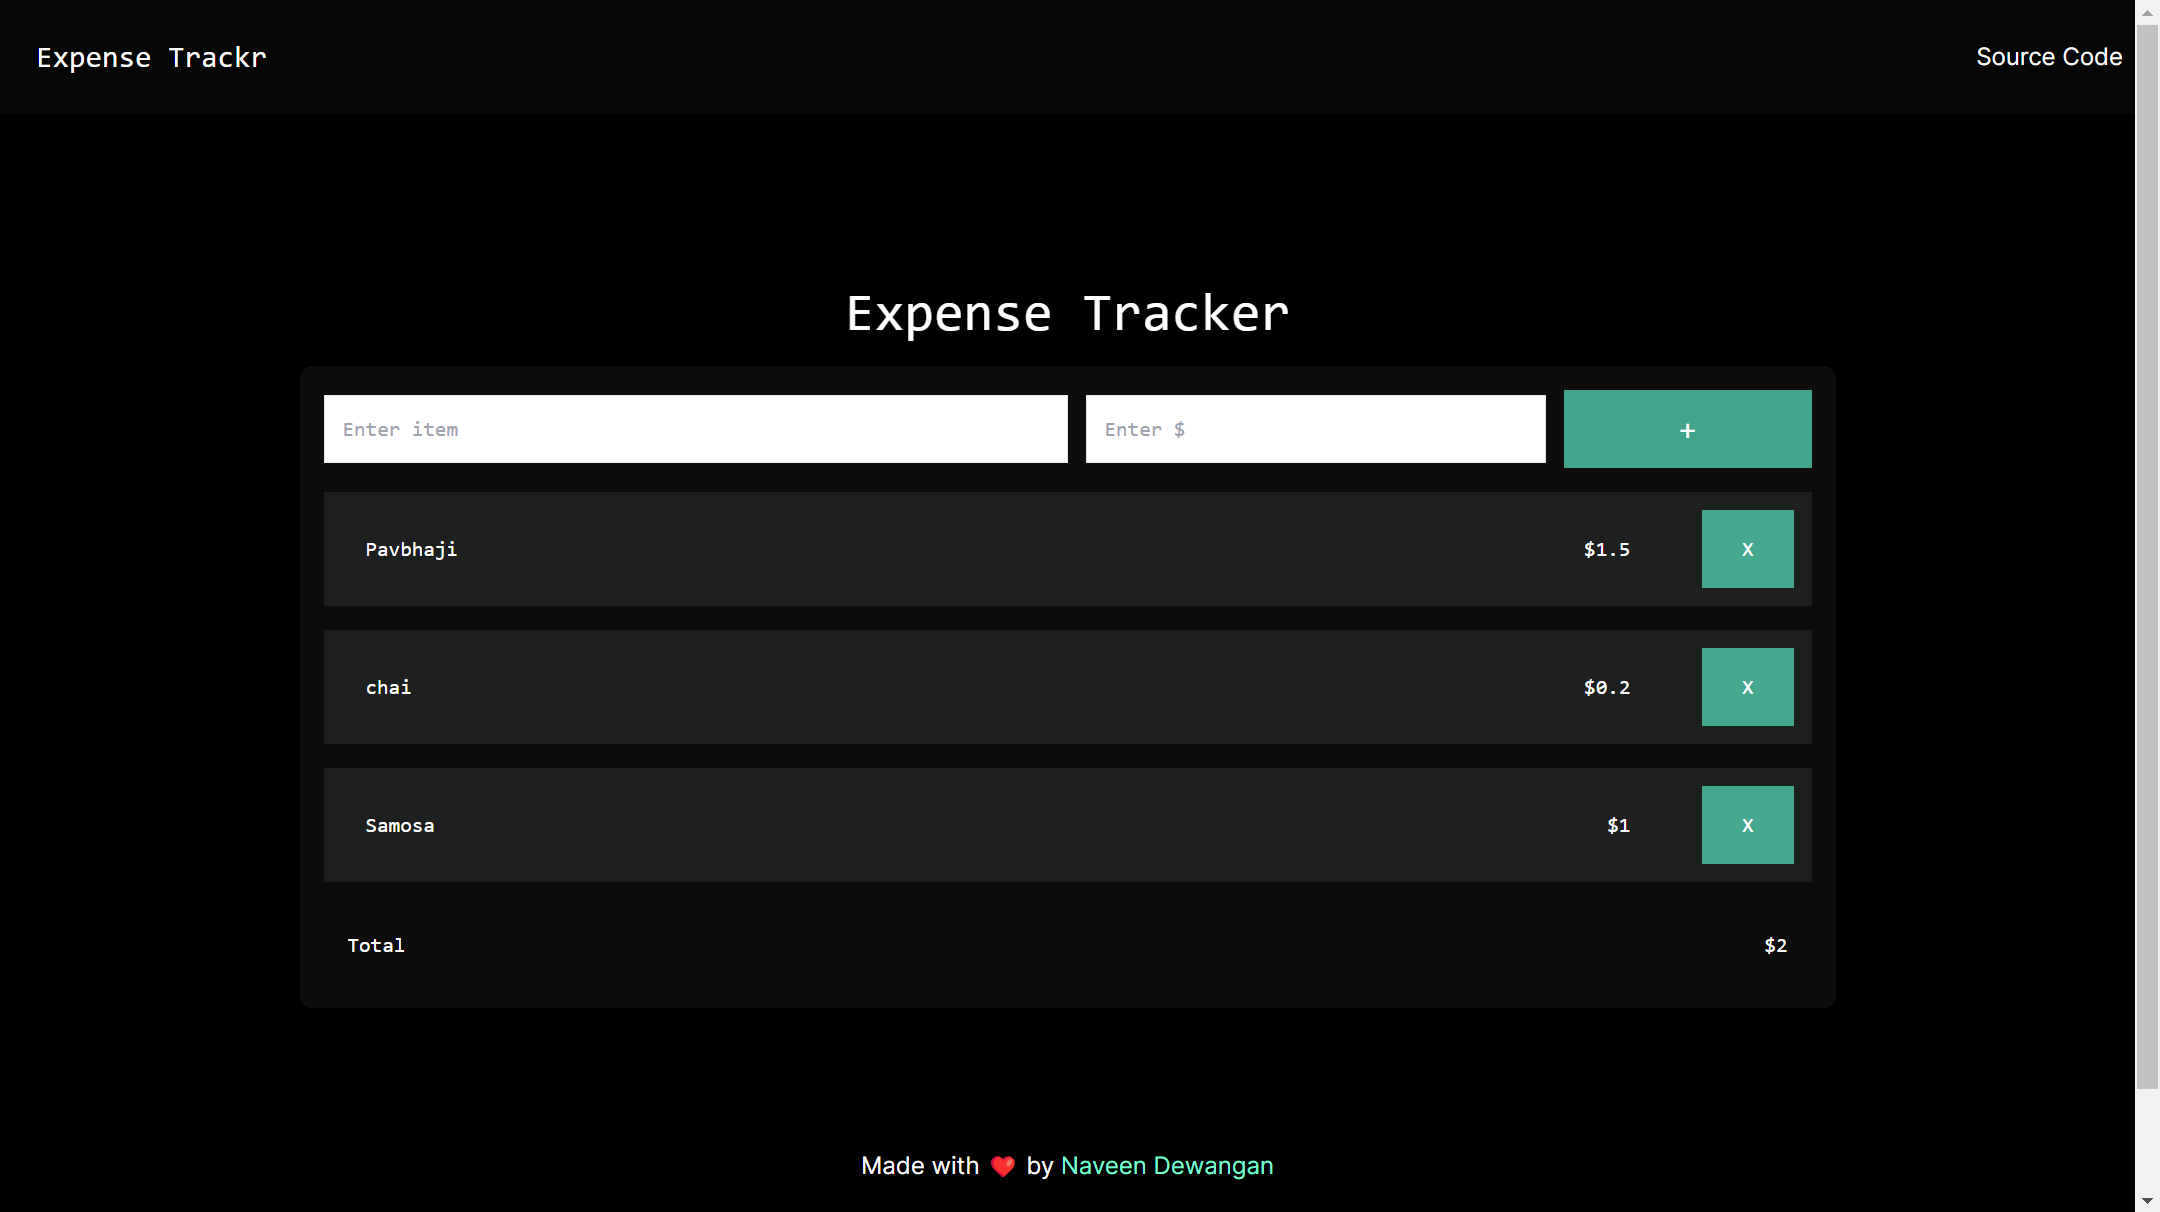 Expense Trackr
Source Code
Expense Tracker
Enter item
Enter $
+
Pavbhaji $1.5 X
chai $0.2 X
Samosa $1 X
Total $2
Made with ❤️ by Naveen Dewangan